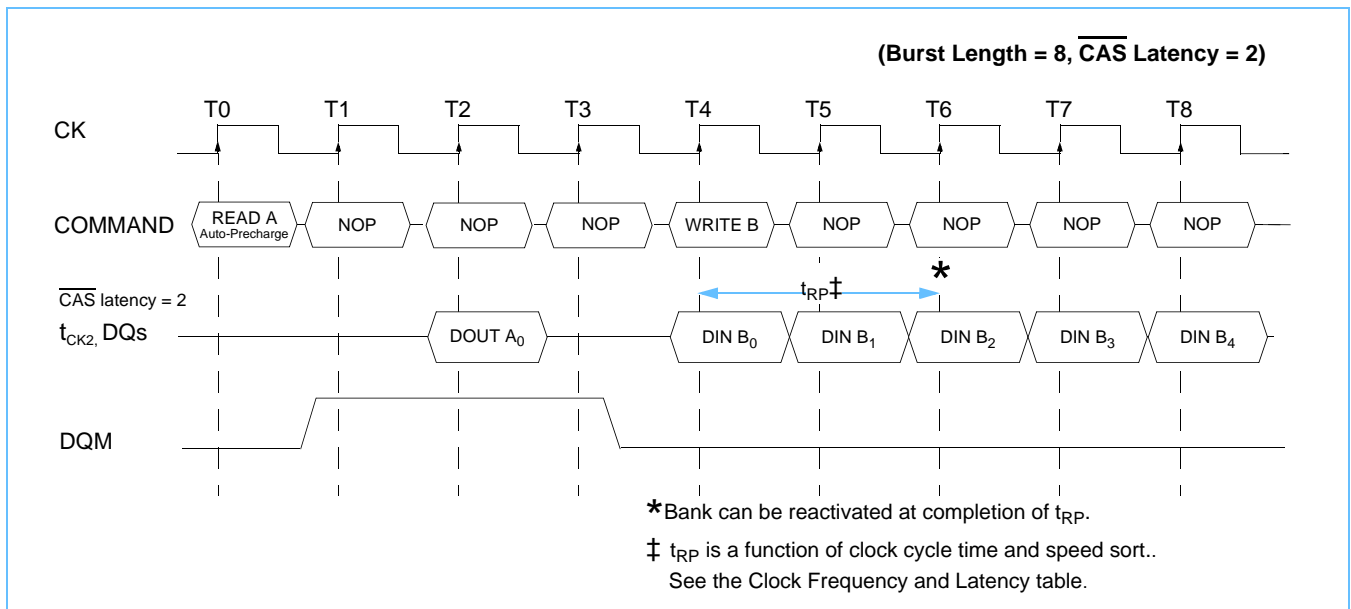 (Burst Length = 8, CAS Latency = 2)
T0 T1 T2 T3 T4 T5 T6 T7 T8
CK
COMMAND
READ A
Auto-Precharge
NOP NOP NOP WRITE B NOP NOP NOP NOP
*
tRP‡
CAS latency = 2
tCK2, DQs
DOUT A0 DIN B0 DIN B1 DIN B2 DIN B3 DIN B4
DQM
*Bank can be reactivated at completion of tRP.
‡ tRP is a function of clock cycle time and speed sort..
See the Clock Frequency and Latency table.